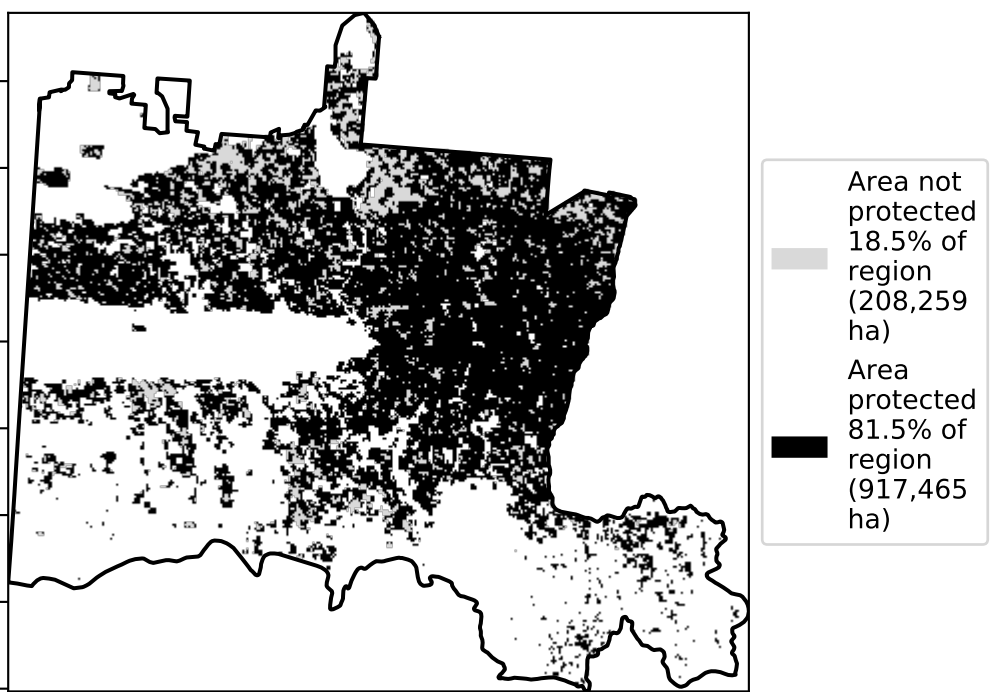 Area not
protected
18.5% of
region
(208,259
ha)
Area
protected
81.5% of
region
(917,465
ha)